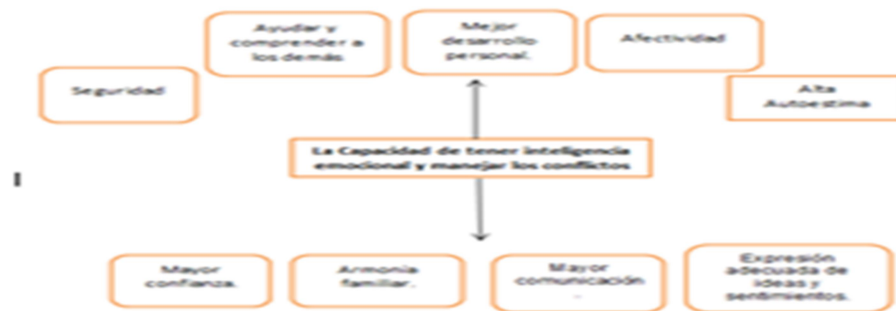 Ayudar y
comprender a
los demás.
Mejor
desarrollo
personal.
Afectividad
Seguridad
Alta
Autoestima
La Capacidad de tener inteligencia
emocional y manejar los conflictos
Mayor
confianza.
Armonía
familiar.
Mayor
comunicación
.
Expresión
adecuada de
ideas y
sentimientos.